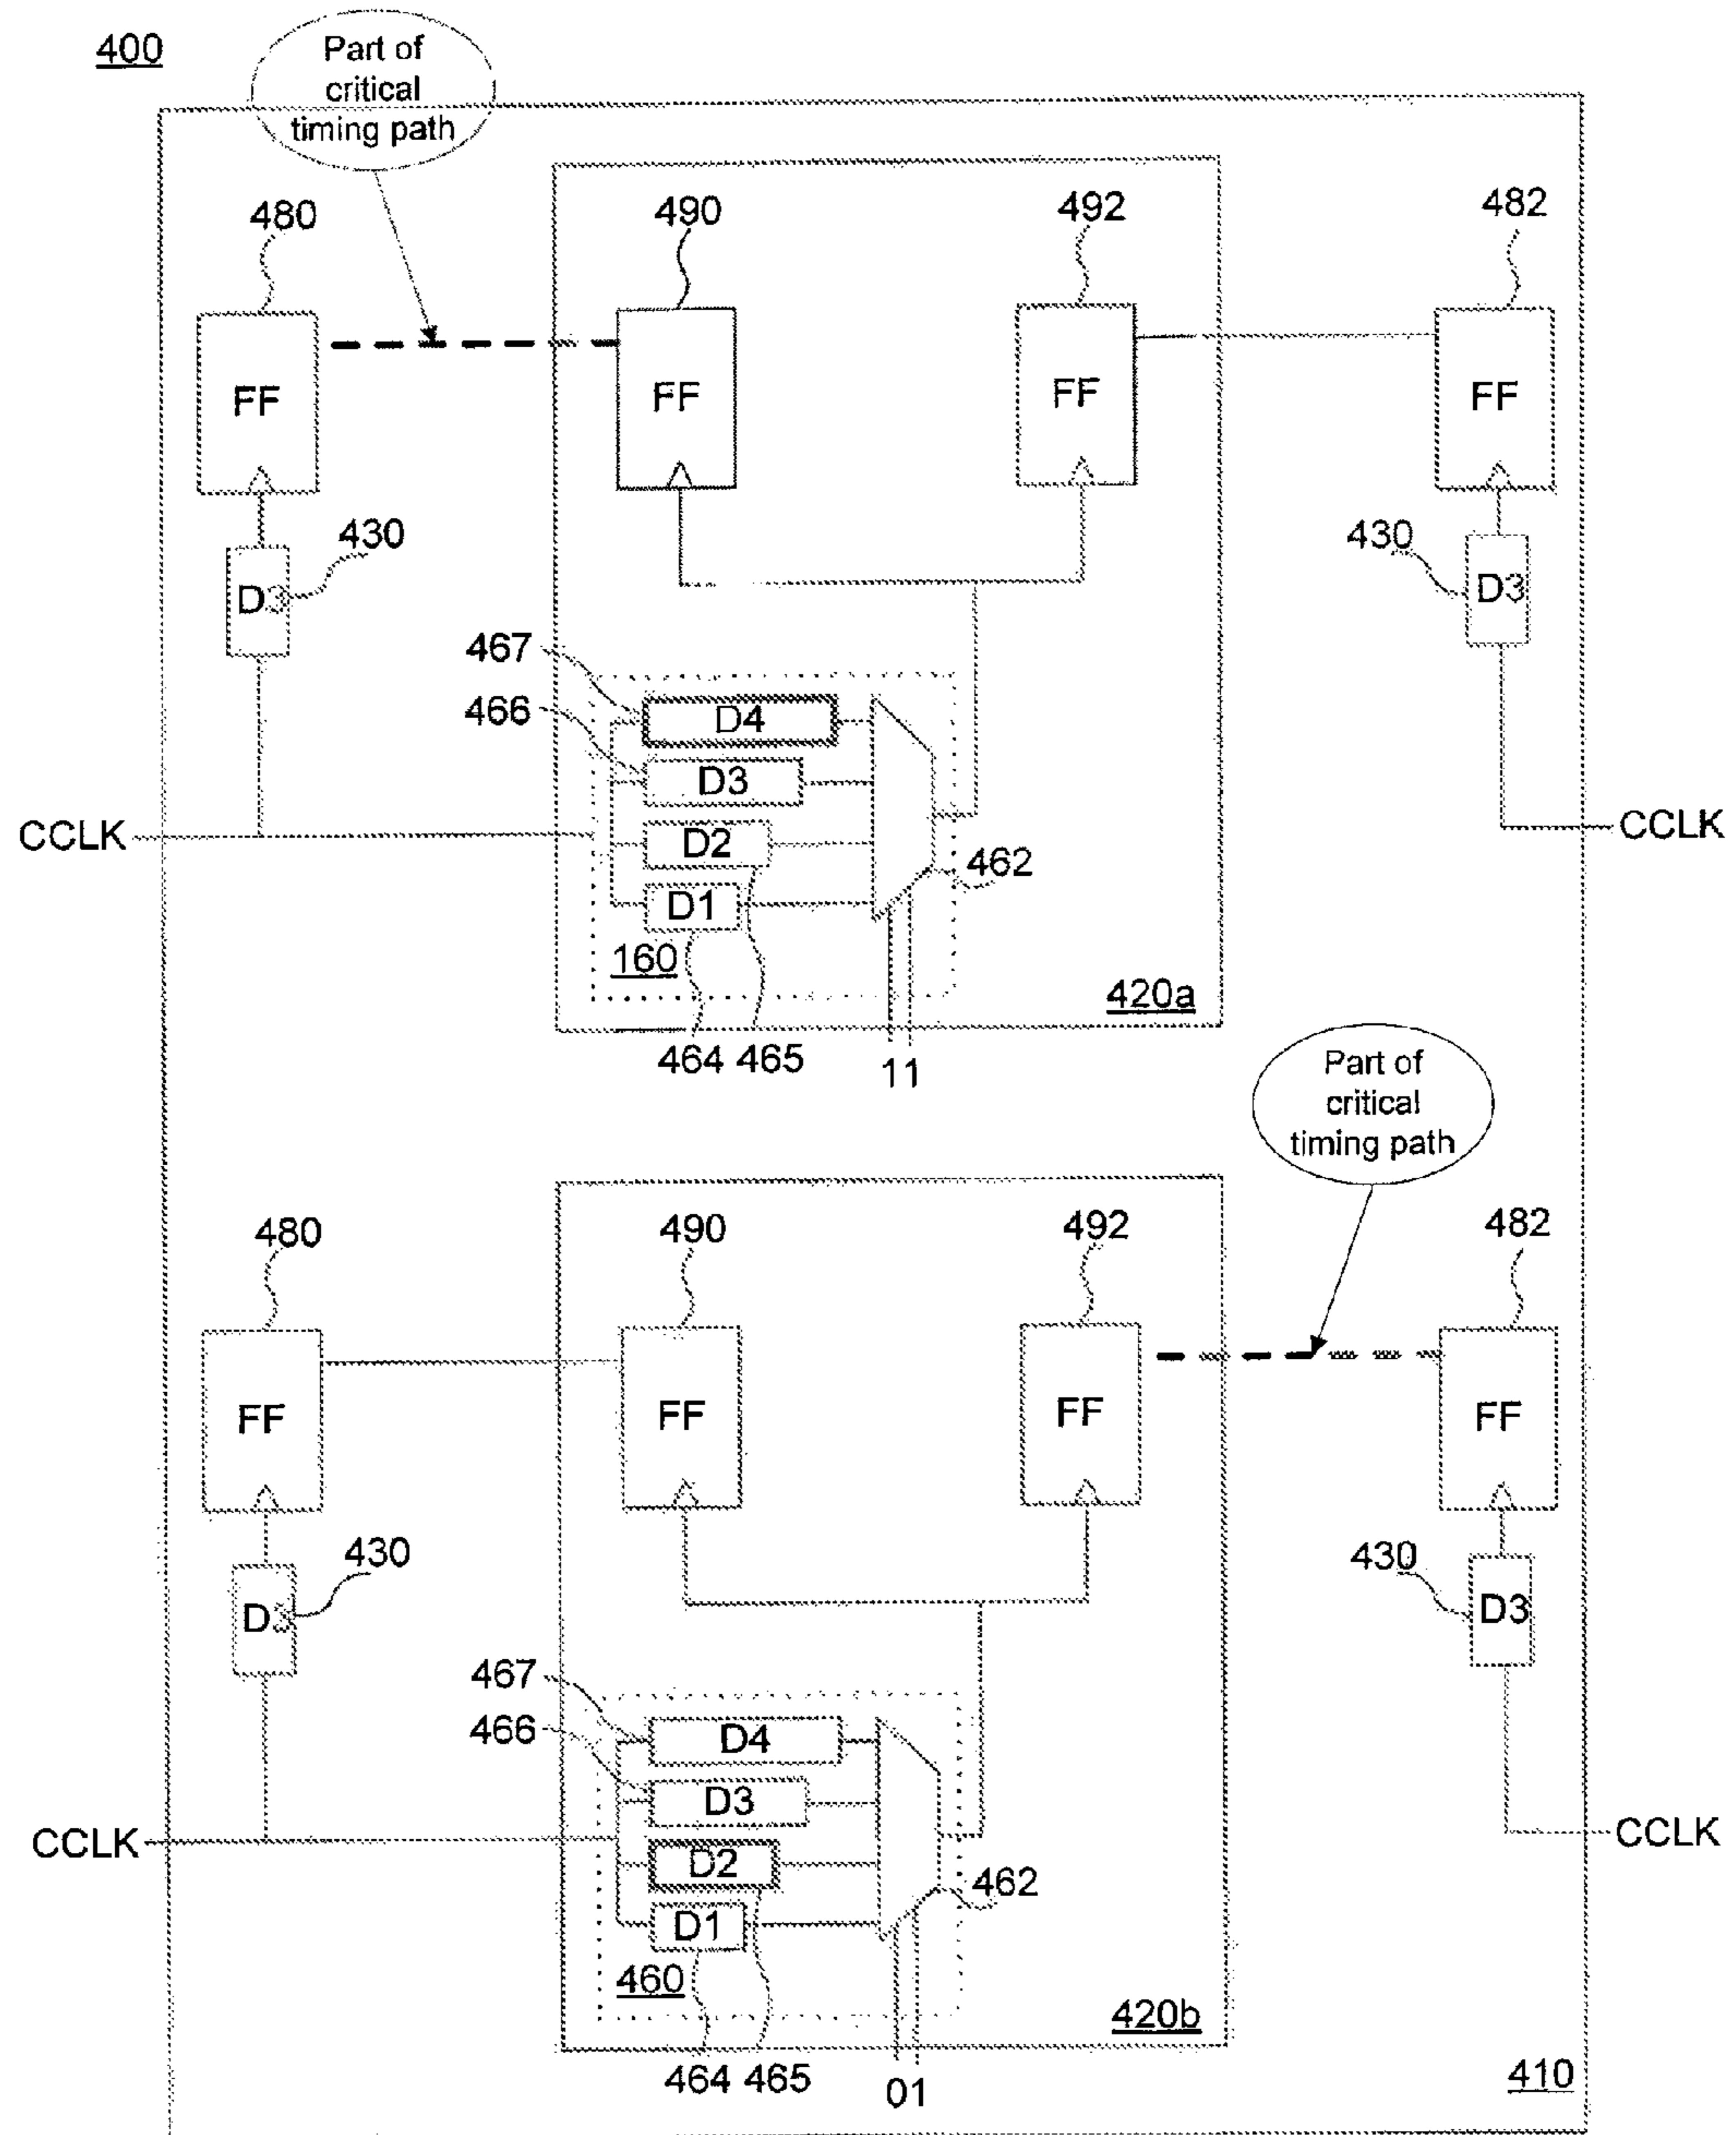 400
Part of
critical
timing path
480
490
492
482
FF
FF
FF
FF
430
D3
430
D3
467
D4
466
D3
CCLK
D2
CCLK
462
D1
160
420a
464
465
11
Part of
critical
timing path
480
490
492
482
FF
FF
FF
FF
430
D3
430
D3
467
D4
466
D3
CCLK
D2
CCLK
462
D1
460
420b
464
465
01
410